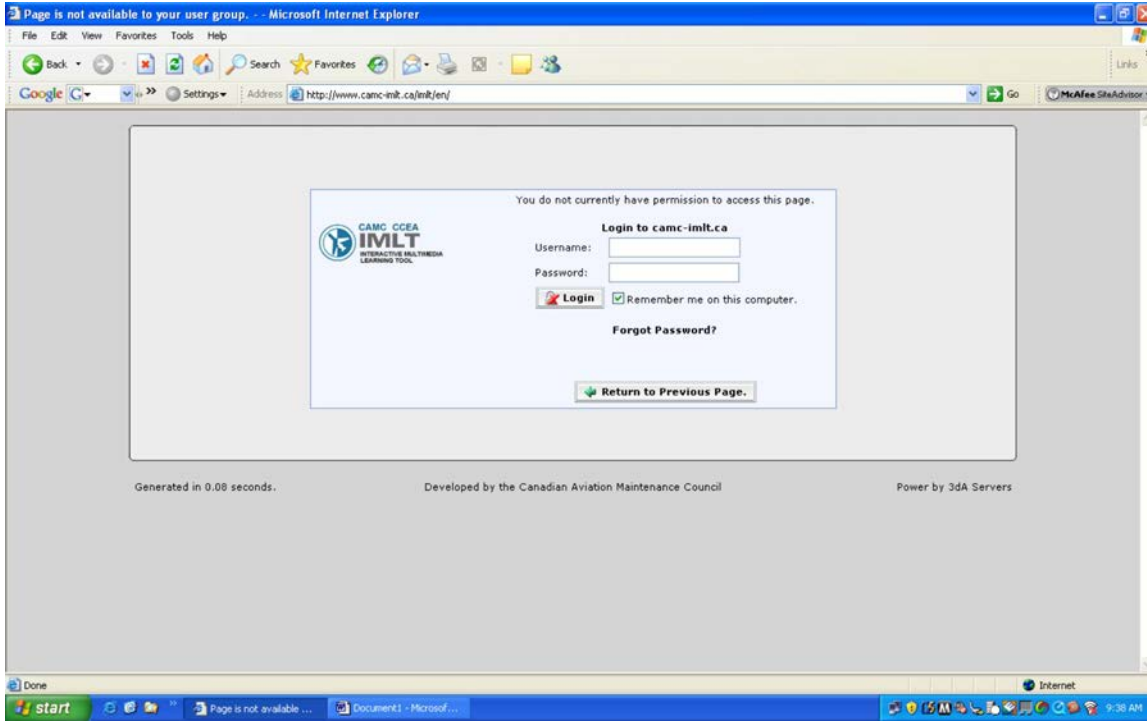 Page is not available to your user group. - - Microsoft Internet Explorer
File Edit View Favorites Tools Help
Back Search Favorites Links
Google G Settings Address http://www.camc-imlt.ca/imlt/en/ Go McAfee SiteAdvisor
You do not currently have permission to access this page.
CAMC CCEA
IMLT
INTERACTIVE MULTIMEDIA
LEARNING TOOL
Login to camc-imlt.ca
Username:
Password:
Login Remember me on this computer.
Forgot Password?
Return to Previous Page.
Generated in 0.08 seconds. Developed by the Canadian Aviation Maintenance Council Power by 3dA Servers
Done Internet
start Page is not available ... Document1 - Microsof... 9:38 AM